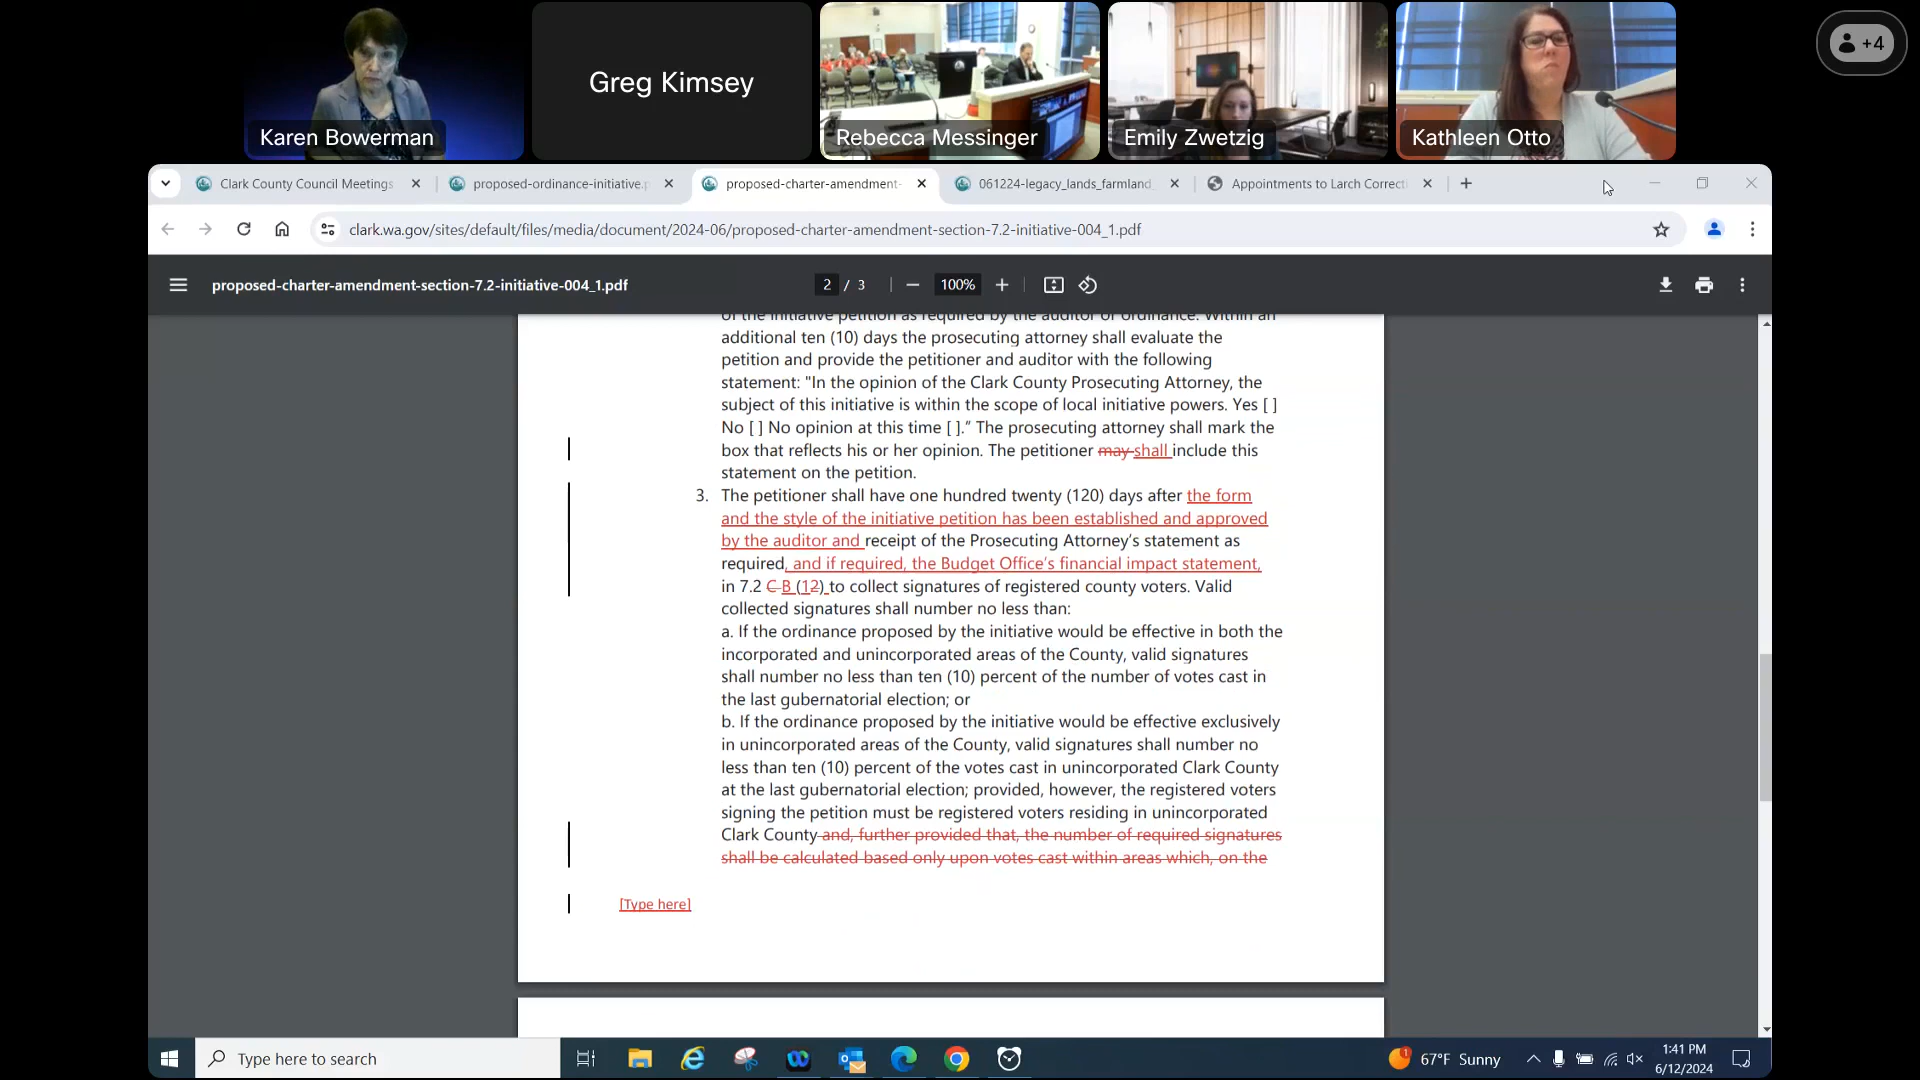 Karen Bowerman
Greg Kimsey
Rebecca Messinger
Emily Zwetzig
Kathleen Otto
+4
Clark County Council Meetings
proposed-ordinance-initiative.p
proposed-charter-amendment-
061224-legacy_lands_farmland_
Appointments to Larch Correcti
clark.wa.gov/sites/default/files/media/document/2024-06/proposed-charter-amendment-section-7.2-initiative-004_1.pdf
proposed-charter-amendment-section-7.2-initiative-004_1.pdf
2 / 3
100%
of the initiative petition as required by the auditor or ordinance. Within an
additional ten (10) days the prosecuting attorney shall evaluate the
petition and provide the petitioner and auditor with the following
statement: "In the opinion of the Clark County Prosecuting Attorney, the
subject of this initiative is within the scope of local initiative powers. Yes [ ]
No [ ] No opinion at this time [ ].” The prosecuting attorney shall mark the
box that reflects his or her opinion. The petitioner may shall include this
statement on the petition.
3. The petitioner shall have one hundred twenty (120) days after the form
and the style of the initiative petition has been established and approved
by the auditor and receipt of the Prosecuting Attorney’s statement as
required, and if required, the Budget Office’s financial impact statement,
in 7.2 C B (12) to collect signatures of registered county voters. Valid
collected signatures shall number no less than:
a. If the ordinance proposed by the initiative would be effective in both the
incorporated and unincorporated areas of the County, valid signatures
shall number no less than ten (10) percent of the number of votes cast in
the last gubernatorial election; or
b. If the ordinance proposed by the initiative would be effective exclusively
in unincorporated areas of the County, valid signatures shall number no
less than ten (10) percent of the votes cast in unincorporated Clark County
at the last gubernatorial election; provided, however, the registered voters
signing the petition must be registered voters residing in unincorporated
Clark County and, further provided that, the number of required signatures
shall be calculated based only upon votes cast within areas which, on the
[Type here]
Type here to search
67°F Sunny
1:41 PM
6/12/2024